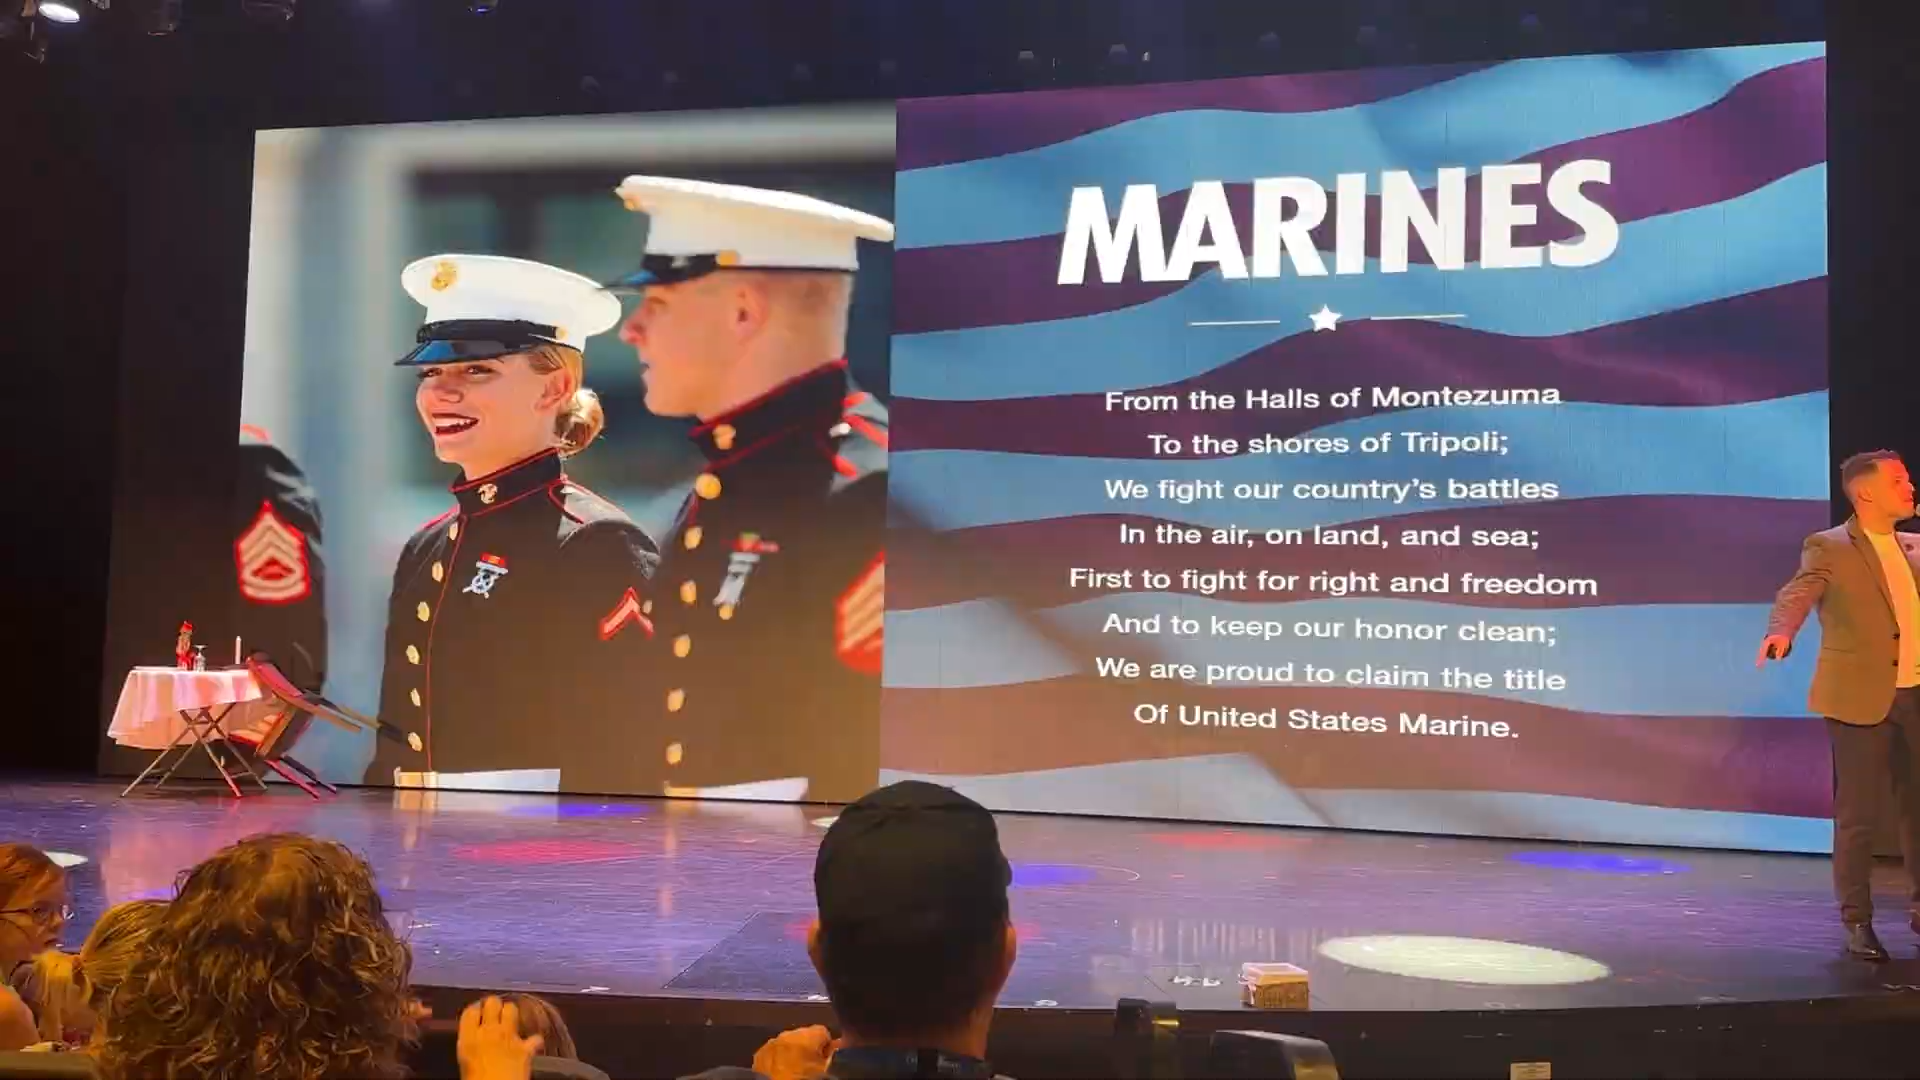 MARINES
From the Halls of Montezuma
To the shores of Tripoli;
We fight our country's battles
In the air, on land, and sea;
First to fight for right and freedom
And to keep our honor clean;
We are proud to claim the title
Of United States Marine.